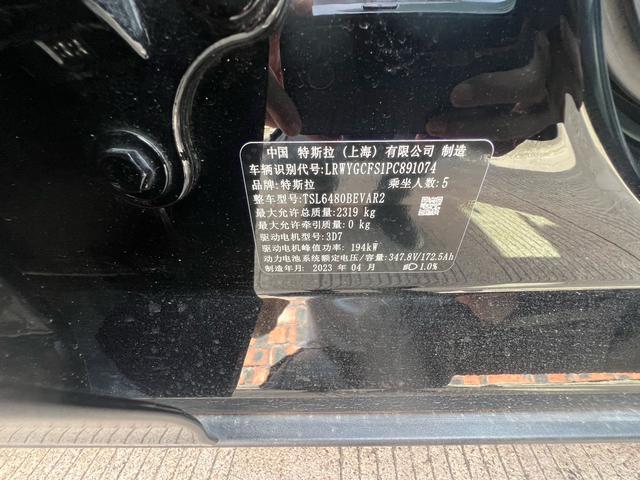 中国 特斯拉（上海）有限公司 制造
车辆识别代号:LRWYGCFS1PC891074
品牌:特斯拉 乘坐人数:5
整车型号:TSL6480BEVAR2
最大允许总质量:2319 kg
最大允许牵引质量:0 kg
驱动电机型号:3D7
驱动电机峰值功率: 194kW
动力电池系统额定电压/容量:347.8V/172.5Ah
制造年月: 2023 年 04 月 1.0%